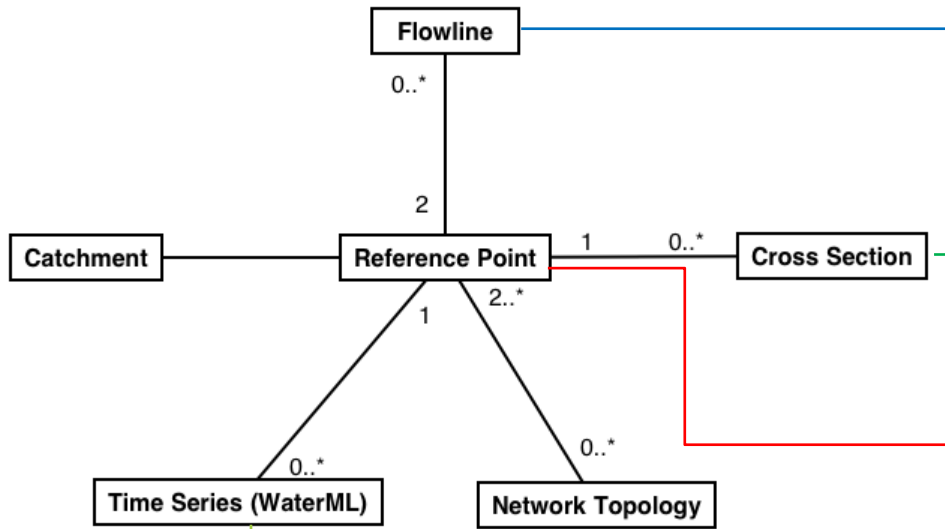 Flowline
0..*
2
Catchment
Reference Point
1
0..*
Cross Section
1
2..*
0..*
0..*
Time Series (WaterML)
Network Topology